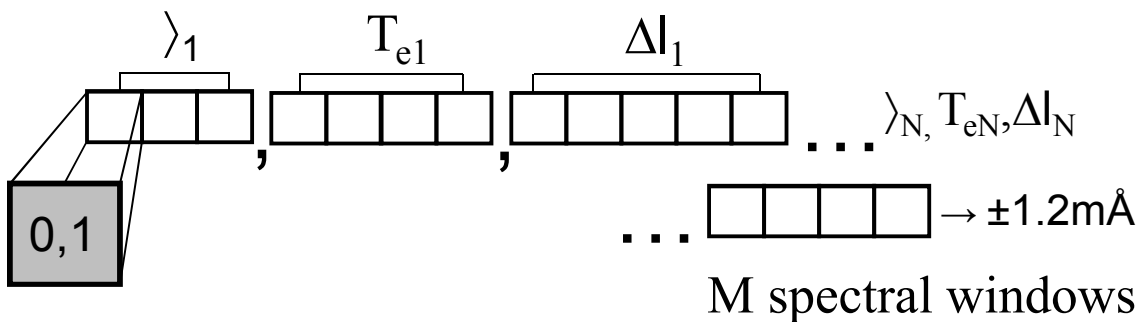 ⟩₁ Tₑ₁ Δl₁
, , ... ⟩N, TeN,ΔlN
0,1
... → ±1.2mÅ
M spectral windows